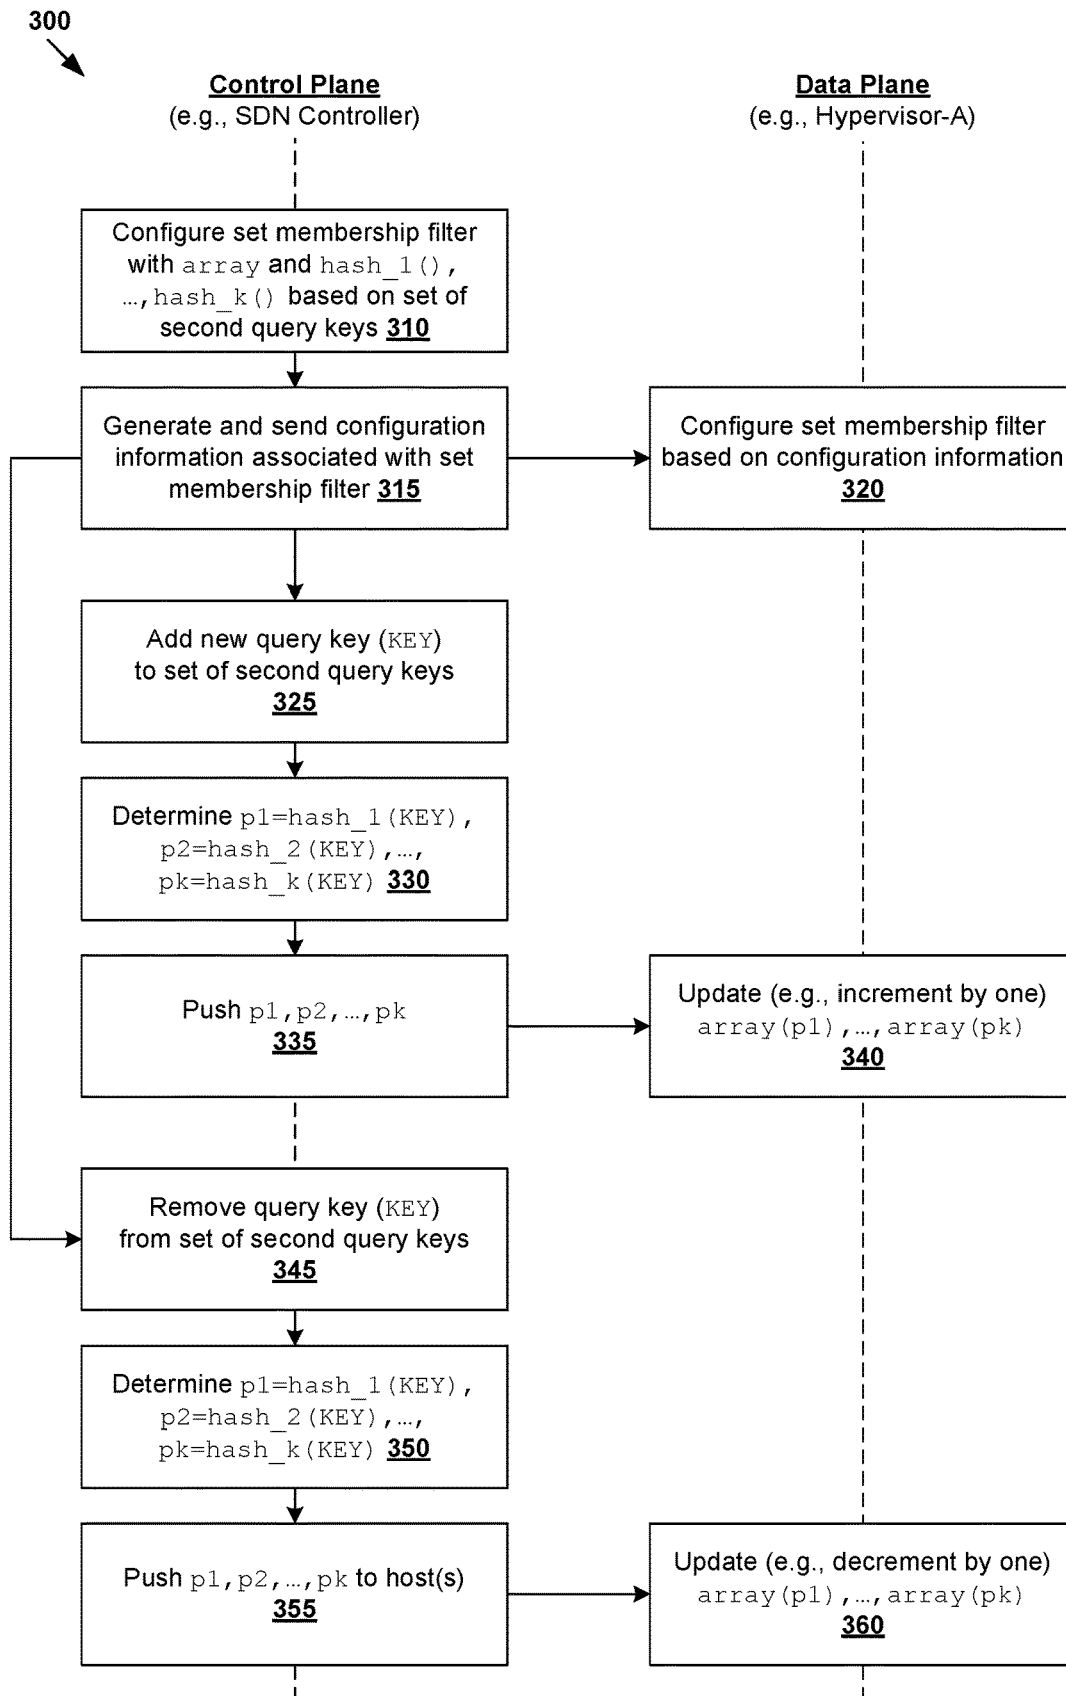 300
Control Plane
(e.g., SDN Controller)
Data Plane
(e.g., Hypervisor-A)
Configure set membership filter
with array and hash_1(),
…,hash_k() based on set of
second query keys 310
Generate and send configuration
information associated with set
membership filter 315
Configure set membership filter
based on configuration information
320
Add new query key (KEY)
to set of second query keys
325
Determine p1=hash_1(KEY),
p2=hash_2(KEY),…,
pk=hash_k(KEY) 330
Push p1,p2,…,pk
335
Update (e.g., increment by one)
array(p1),…,array(pk)
340
Remove query key (KEY)
from set of second query keys
345
Determine p1=hash_1(KEY),
p2=hash_2(KEY),…,
pk=hash_k(KEY) 350
Push p1,p2,…,pk to host(s)
355
Update (e.g., decrement by one)
array(p1),…,array(pk)
360